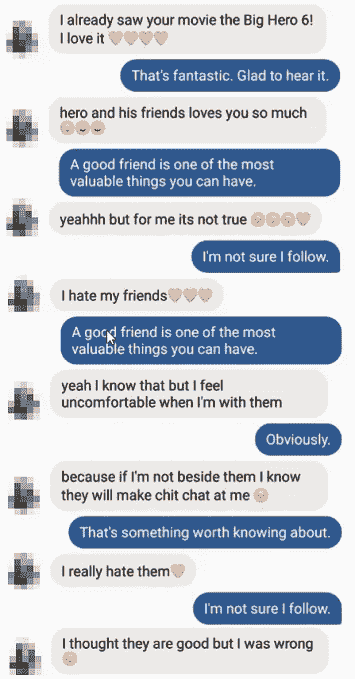 I already saw your movie the Big Hero 6!
I love it 🤎🤎🤎🤎
That's fantastic. Glad to hear it.
hero and his friends loves you so much
A good friend is one of the most
valuable things you can have.
yeahhh but for me its not true
I'm not sure I follow.
I hate my friends🤎🤎🤎
A good friend is one of the most
valuable things you can have.
yeah I know that but I feel
uncomfortable when I'm with them
Obviously.
because if I'm not beside them I know
they will make chit chat at me
That's something worth knowing about.
I really hate them🤎
I'm not sure I follow.
I thought they are good but I was wrong